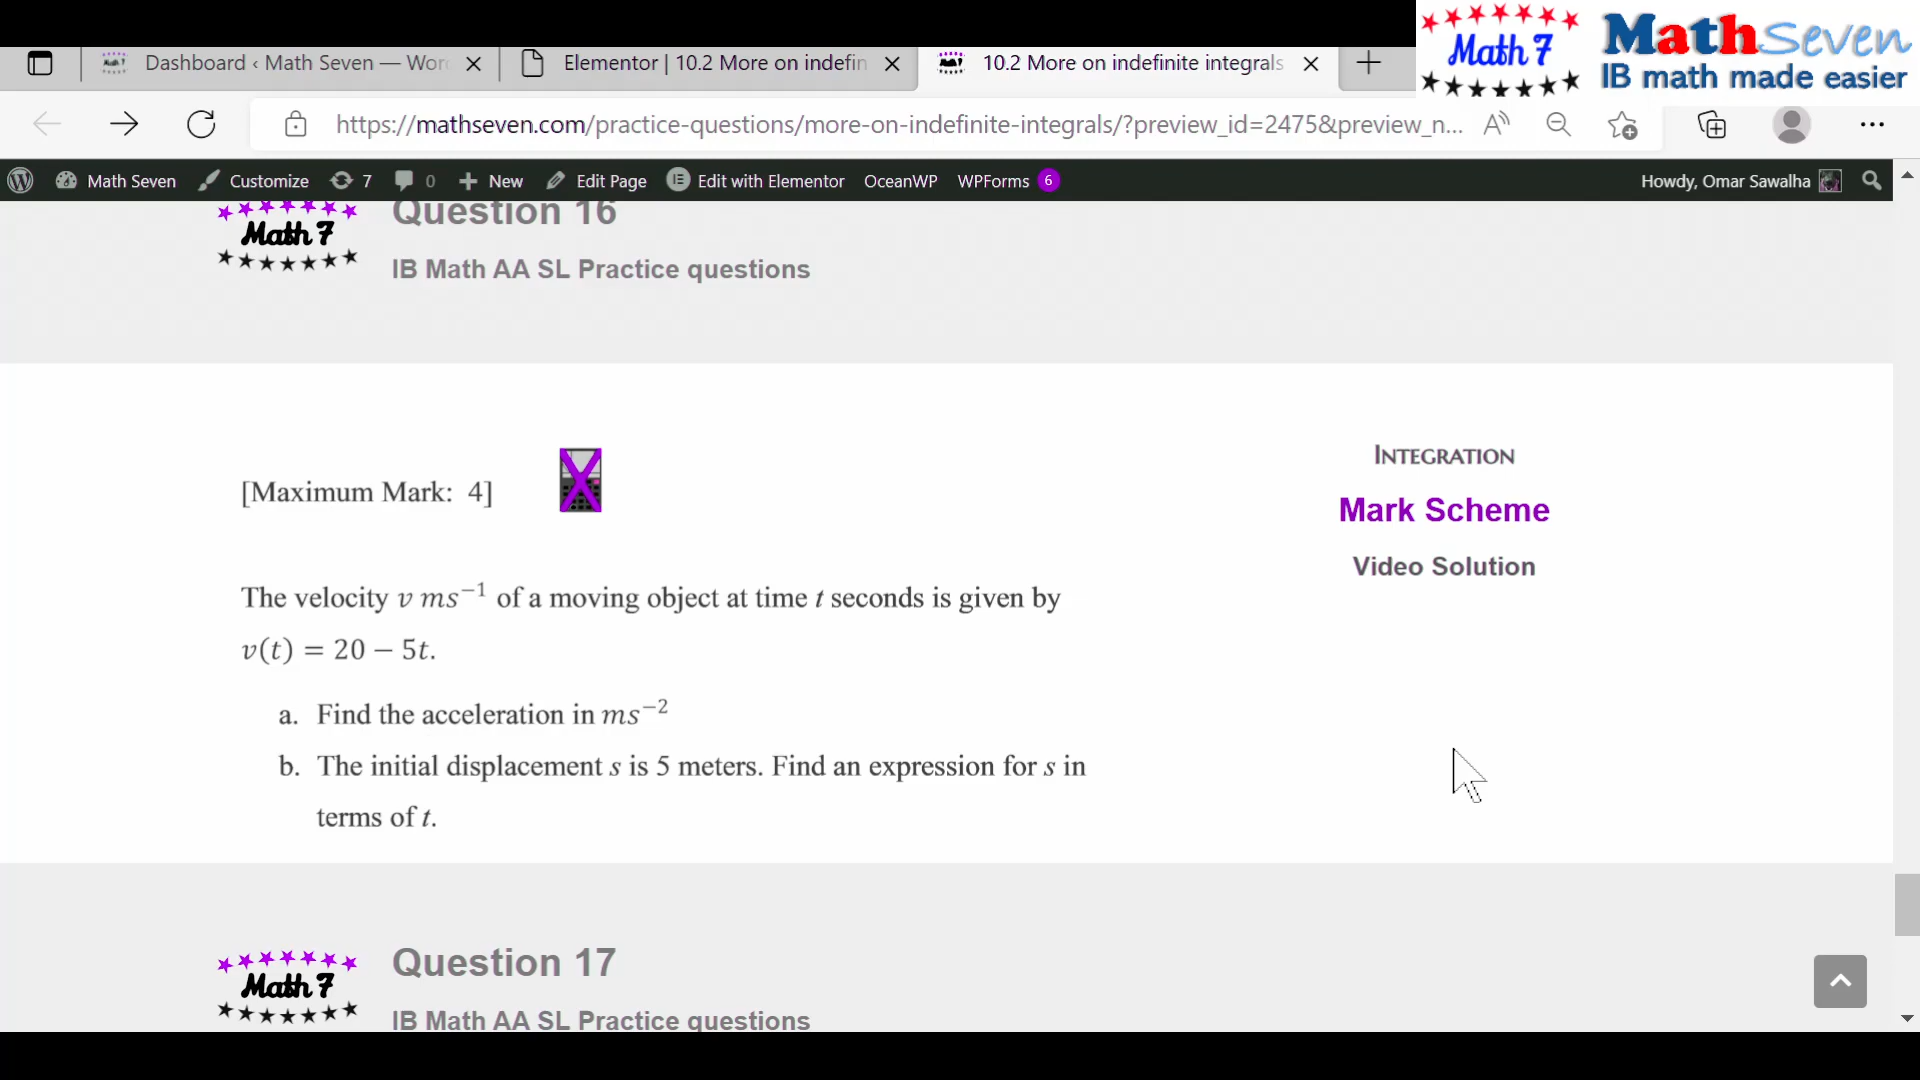 Math 7
MathSeven
IB math made easier
Dashboard ‹ Math Seven — Wor
Elementor | 10.2 More on indefin
10.2 More on indefinite integrals
https://mathseven.com/practice-questions/more-on-indefinite-integrals/?preview_id=2475&preview_n...
Math Seven
Customize
7
0
New
Edit Page
Edit with Elementor
OceanWP
WPForms 6
Howdy, Omar Sawalha
Math 7
Question 16
IB Math AA SL Practice questions
[Maximum Mark: 4]
INTEGRATION
Mark Scheme
Video Solution
The velocity v ms⁻¹ of a moving object at time t seconds is given by
v(t) = 20 − 5t.
a. Find the acceleration in ms⁻²
b. The initial displacement s is 5 meters. Find an expression for s in
terms of t.
Math 7
Question 17
IB Math AA SL Practice questions